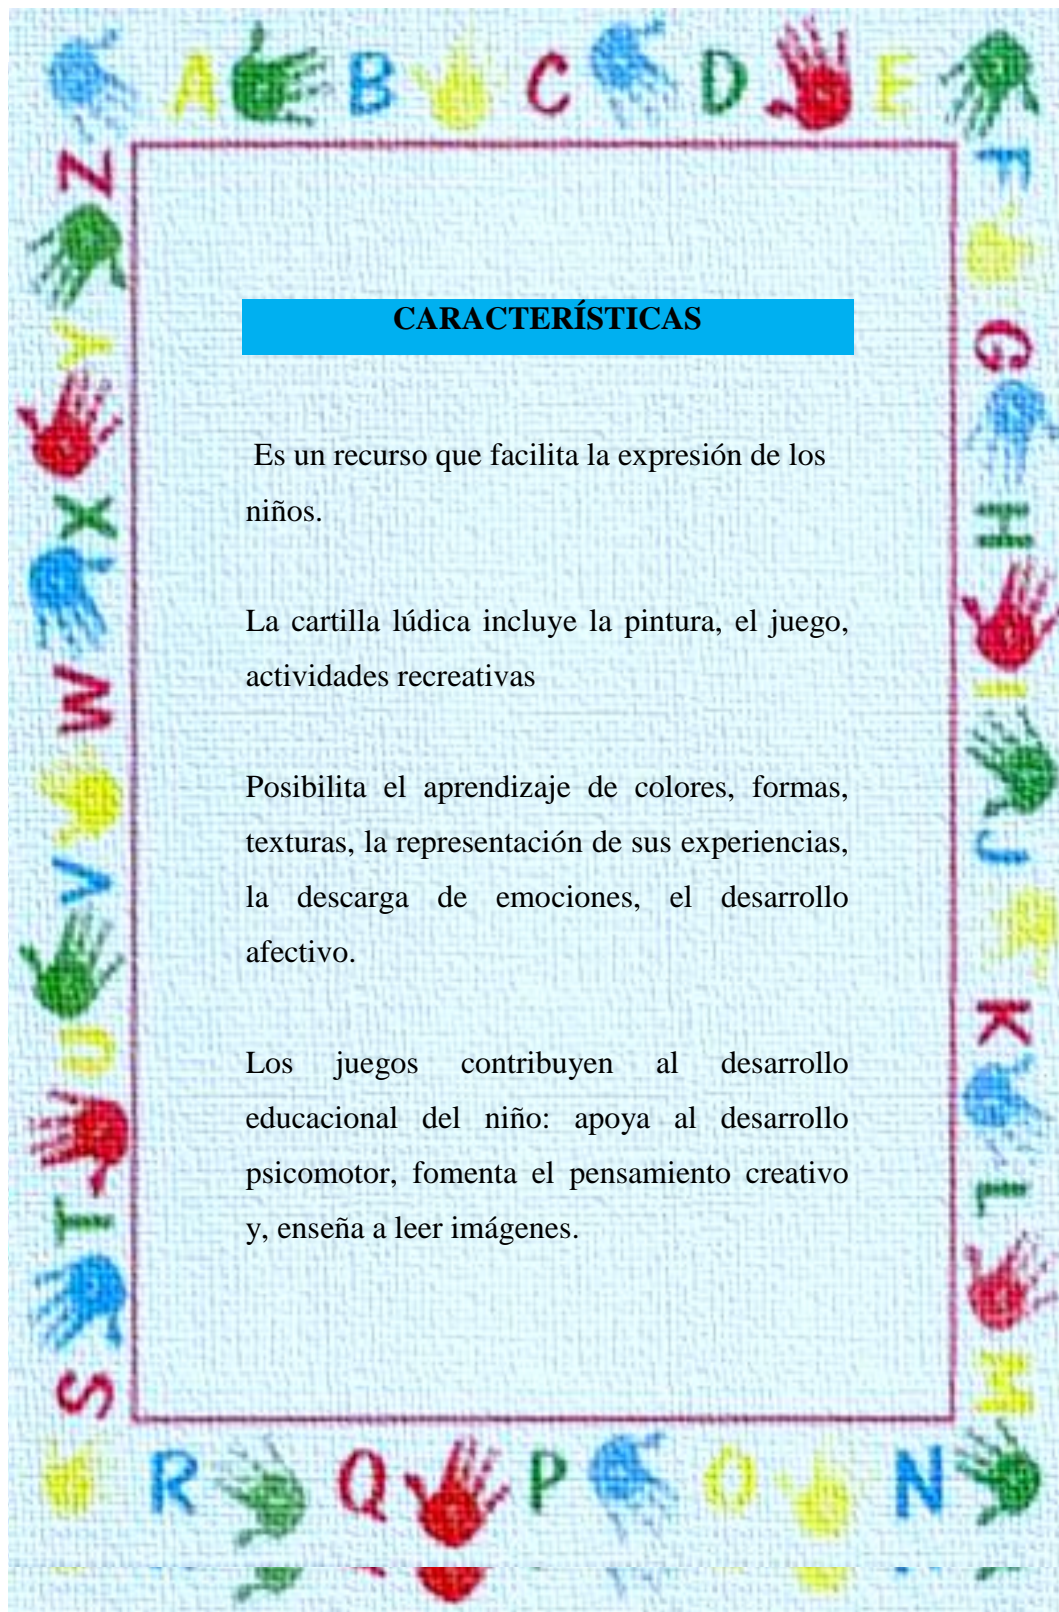 A B C D E
F
G
H
I
J
K
L
M
N
O
P
Q
R
S
T
U
V
W
X
Y
Z
CARACTERÍSTICAS
Es un recurso que facilita la expresión de los
niños.
La cartilla lúdica incluye la pintura, el juego,
actividades recreativas
Posibilita el aprendizaje de colores, formas,
texturas, la representación de sus experiencias,
la descarga de emociones, el desarrollo
afectivo.
Los juegos contribuyen al desarrollo
educacional del niño: apoya al desarrollo
psicomotor, fomenta el pensamiento creativo
y, enseña a leer imágenes.